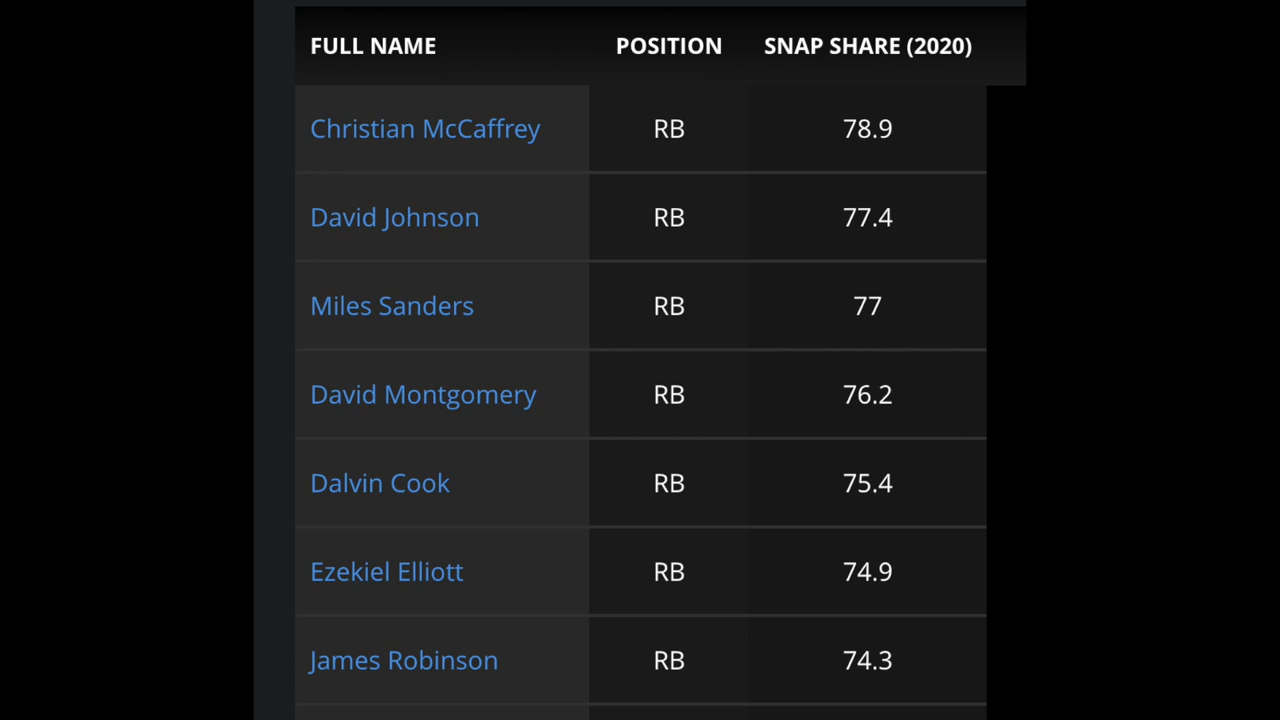 FULL NAME POSITION SNAP SHARE (2020)
Christian McCaffrey RB 78.9
David Johnson RB 77.4
Miles Sanders RB 77
David Montgomery RB 76.2
Dalvin Cook RB 75.4
Ezekiel Elliott RB 74.9
James Robinson RB 74.3